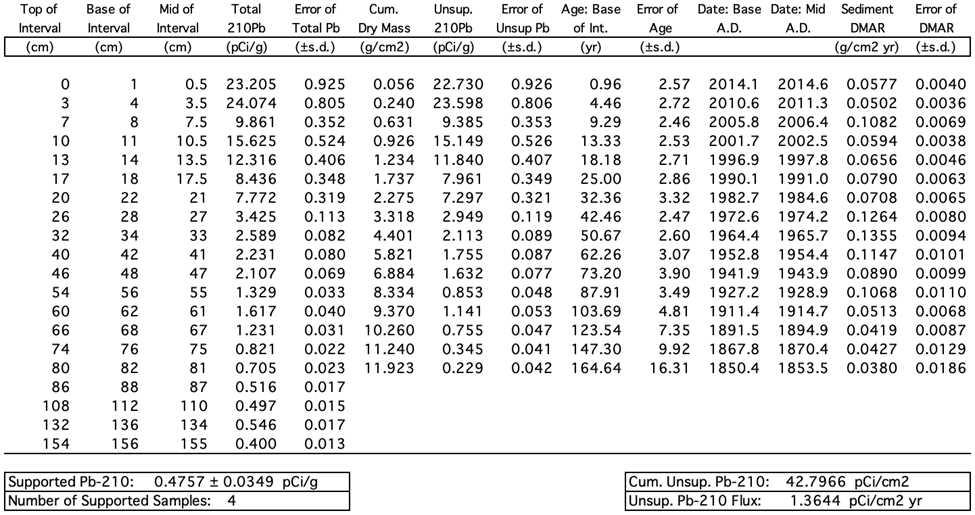 Top of Base of Mid of Total Error of Cum. Unsup. Error of Age: Base Error of Date: Base Date: Mid Sediment Error of
Interval Interval Interval 210Pb Total Pb Dry Mass 210Pb Unsup Pb of Int. Age A.D. A.D. DMAR DMAR
(cm) (cm) (cm) (pCi/g) (±s.d.) (g/cm2) (pCi/g) (±s.d.) (yr) (±s.d.) (g/cm2 yr) (±s.d.)
0 1 0.5 23.205 0.925 0.056 22.730 0.926 0.96 2.57 2014.1 2014.6 0.0577 0.0040
3 4 3.5 24.074 0.805 0.240 23.598 0.806 4.46 2.72 2010.6 2011.3 0.0502 0.0036
7 8 7.5 9.861 0.352 0.631 9.385 0.353 9.29 2.46 2005.8 2006.4 0.1082 0.0069
10 11 10.5 15.625 0.524 0.926 15.149 0.526 13.33 2.53 2001.7 2002.5 0.0594 0.0038
13 14 13.5 12.316 0.406 1.234 11.840 0.407 18.18 2.71 1996.9 1997.8 0.0656 0.0046
17 18 17.5 8.436 0.348 1.737 7.961 0.349 25.00 2.86 1990.1 1991.0 0.0790 0.0063
20 22 21 7.772 0.319 2.275 7.297 0.321 32.36 3.32 1982.7 1984.6 0.0708 0.0065
26 28 27 3.425 0.113 3.318 2.949 0.119 42.46 2.47 1972.6 1974.2 0.1264 0.0080
32 34 33 2.589 0.082 4.401 2.113 0.089 50.67 2.60 1964.4 1965.7 0.1355 0.0094
40 42 41 2.231 0.080 5.821 1.755 0.087 62.26 3.07 1952.8 1954.4 0.1147 0.0101
46 48 47 2.107 0.069 6.884 1.632 0.077 73.20 3.90 1941.9 1943.9 0.0890 0.0099
54 56 55 1.329 0.033 8.334 0.853 0.048 87.91 3.49 1927.2 1928.9 0.1068 0.0110
60 62 61 1.617 0.040 9.370 1.141 0.053 103.69 4.81 1911.4 1914.7 0.0513 0.0068
66 68 67 1.231 0.031 10.260 0.755 0.047 123.54 7.35 1891.5 1894.9 0.0419 0.0087
74 76 75 0.821 0.022 11.240 0.345 0.041 147.30 9.92 1867.8 1870.4 0.0427 0.0129
80 82 81 0.705 0.023 11.923 0.229 0.042 164.64 16.31 1850.4 1853.5 0.0380 0.0186
86 88 87 0.516 0.017
108 112 110 0.497 0.015
132 136 134 0.546 0.017
154 156 155 0.400 0.013
Supported Pb-210: 0.4757 ± 0.0349 pCi/g Cum. Unsup. Pb-210: 42.7966 pCi/cm2
Number of Supported Samples: 4 Unsup. Pb-210 Flux: 1.3644 pCi/cm2 yr